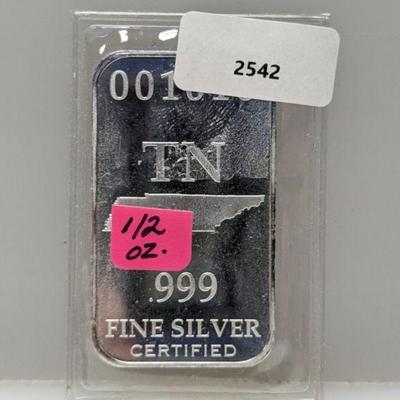 2542
TN
1/2
oz.
.999
FINE SILVER
CERTIFIED